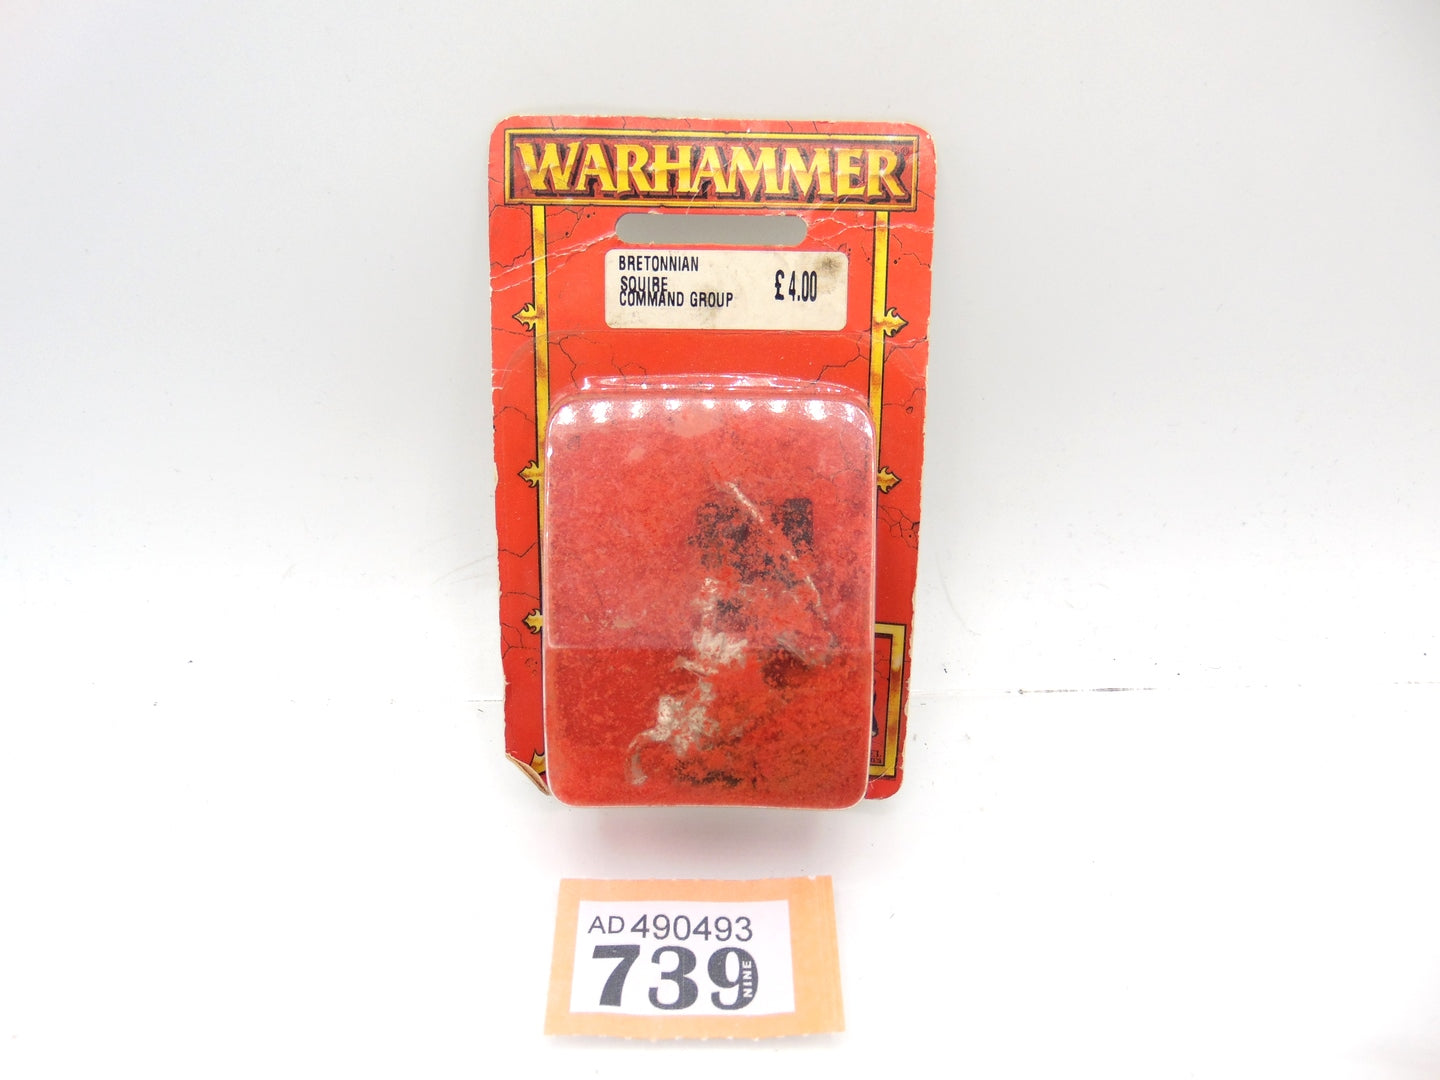 WARHAMMER
BRETONNIAN
SQUIRE
COMMAND GROUP
£4.00
AD 490493
739
NINE